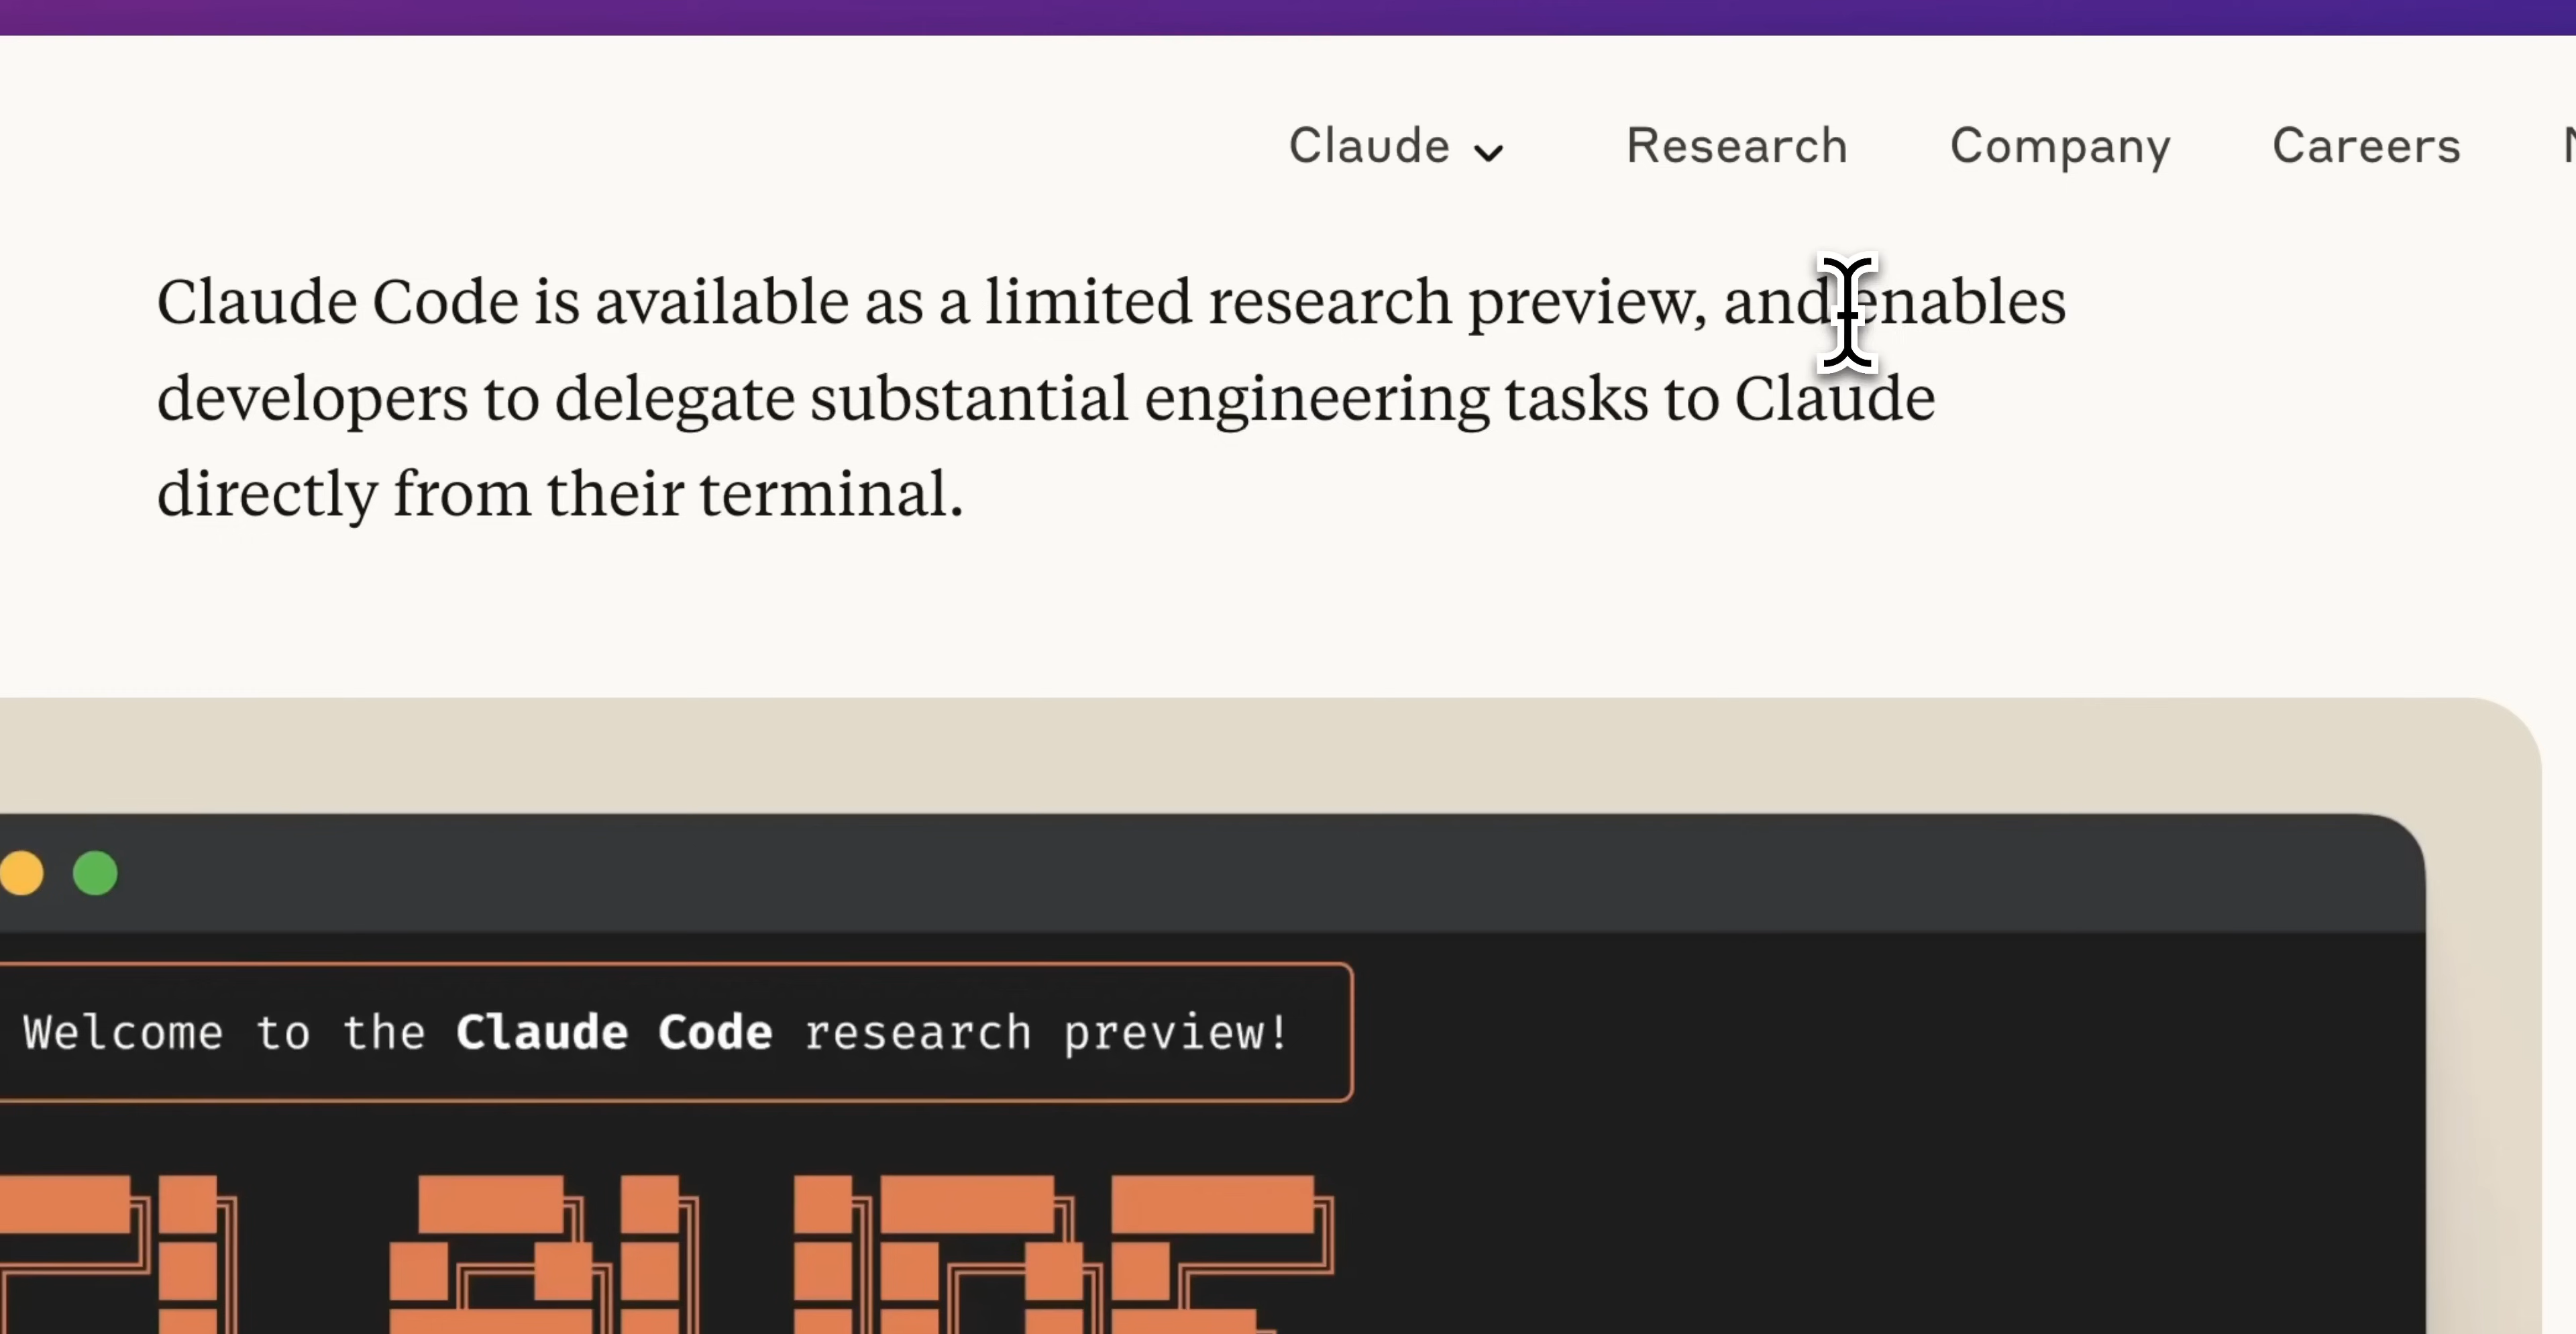 Claude Research Company Careers
Claude Code is available as a limited research preview, and enables
developers to delegate substantial engineering tasks to Claude
directly from their terminal.
Welcome to the Claude Code research preview!
CLAUDE